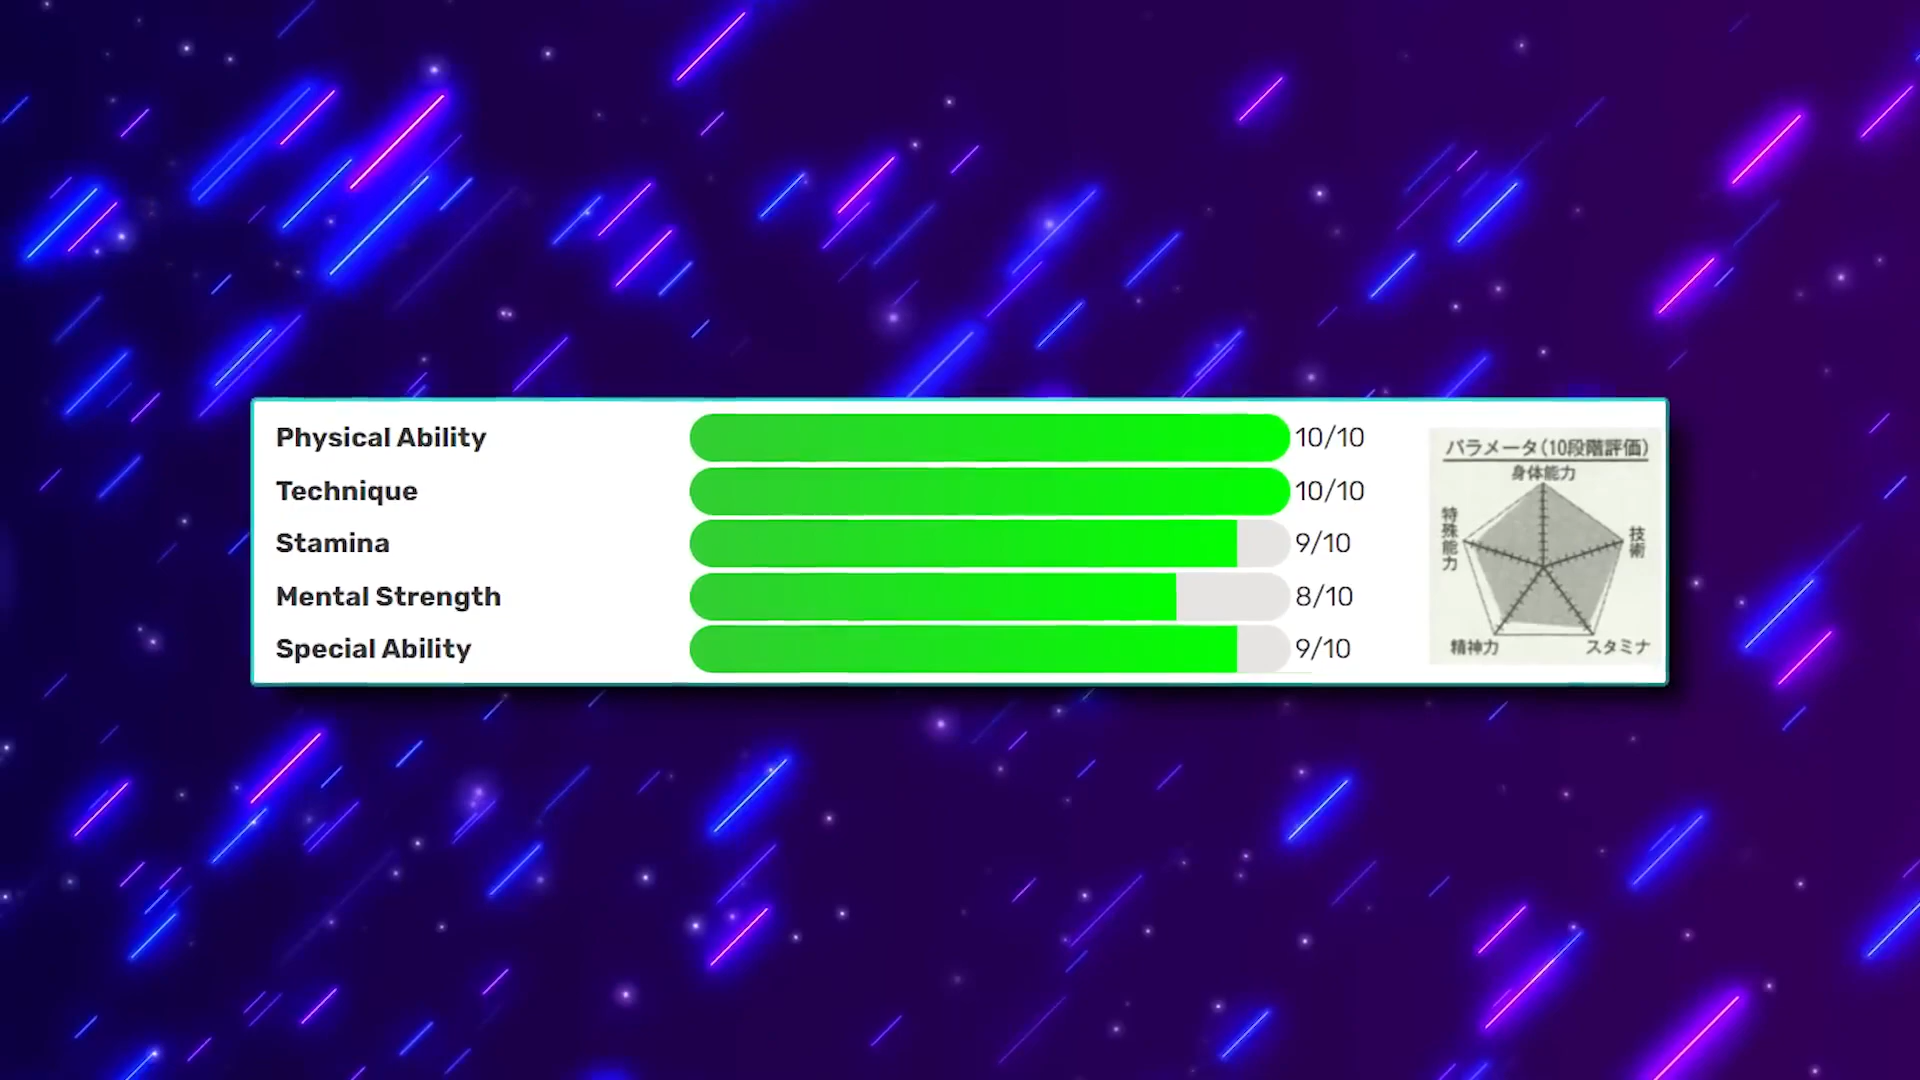 Physical Ability 10/10
Technique 10/10
Stamina 9/10
Mental Strength 8/10
Special Ability 9/10
パラメータ(10段階評価)
身体能力
特殊能力
技術
精神力
スタミナ